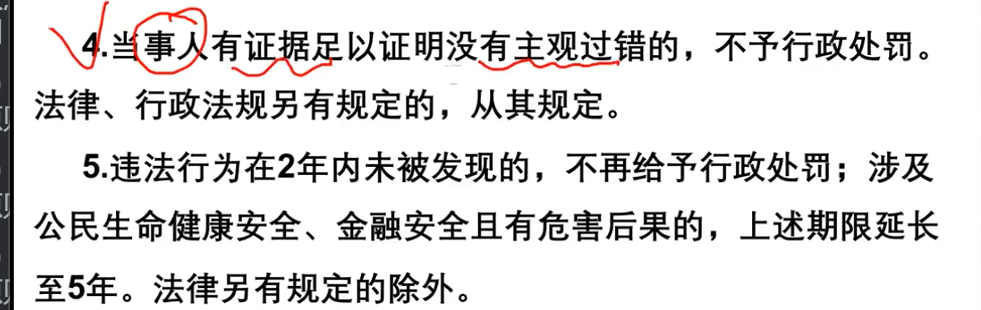 4.当事人有证据足以证明没有主观过错的，不予行政处罚。
法律、行政法规另有规定的，从其规定。
5.违法行为在2年内未被发现的，不再给予行政处罚；涉及
公民生命健康安全、金融安全且有危害后果的，上述期限延长
至5年。法律另有规定的除外。